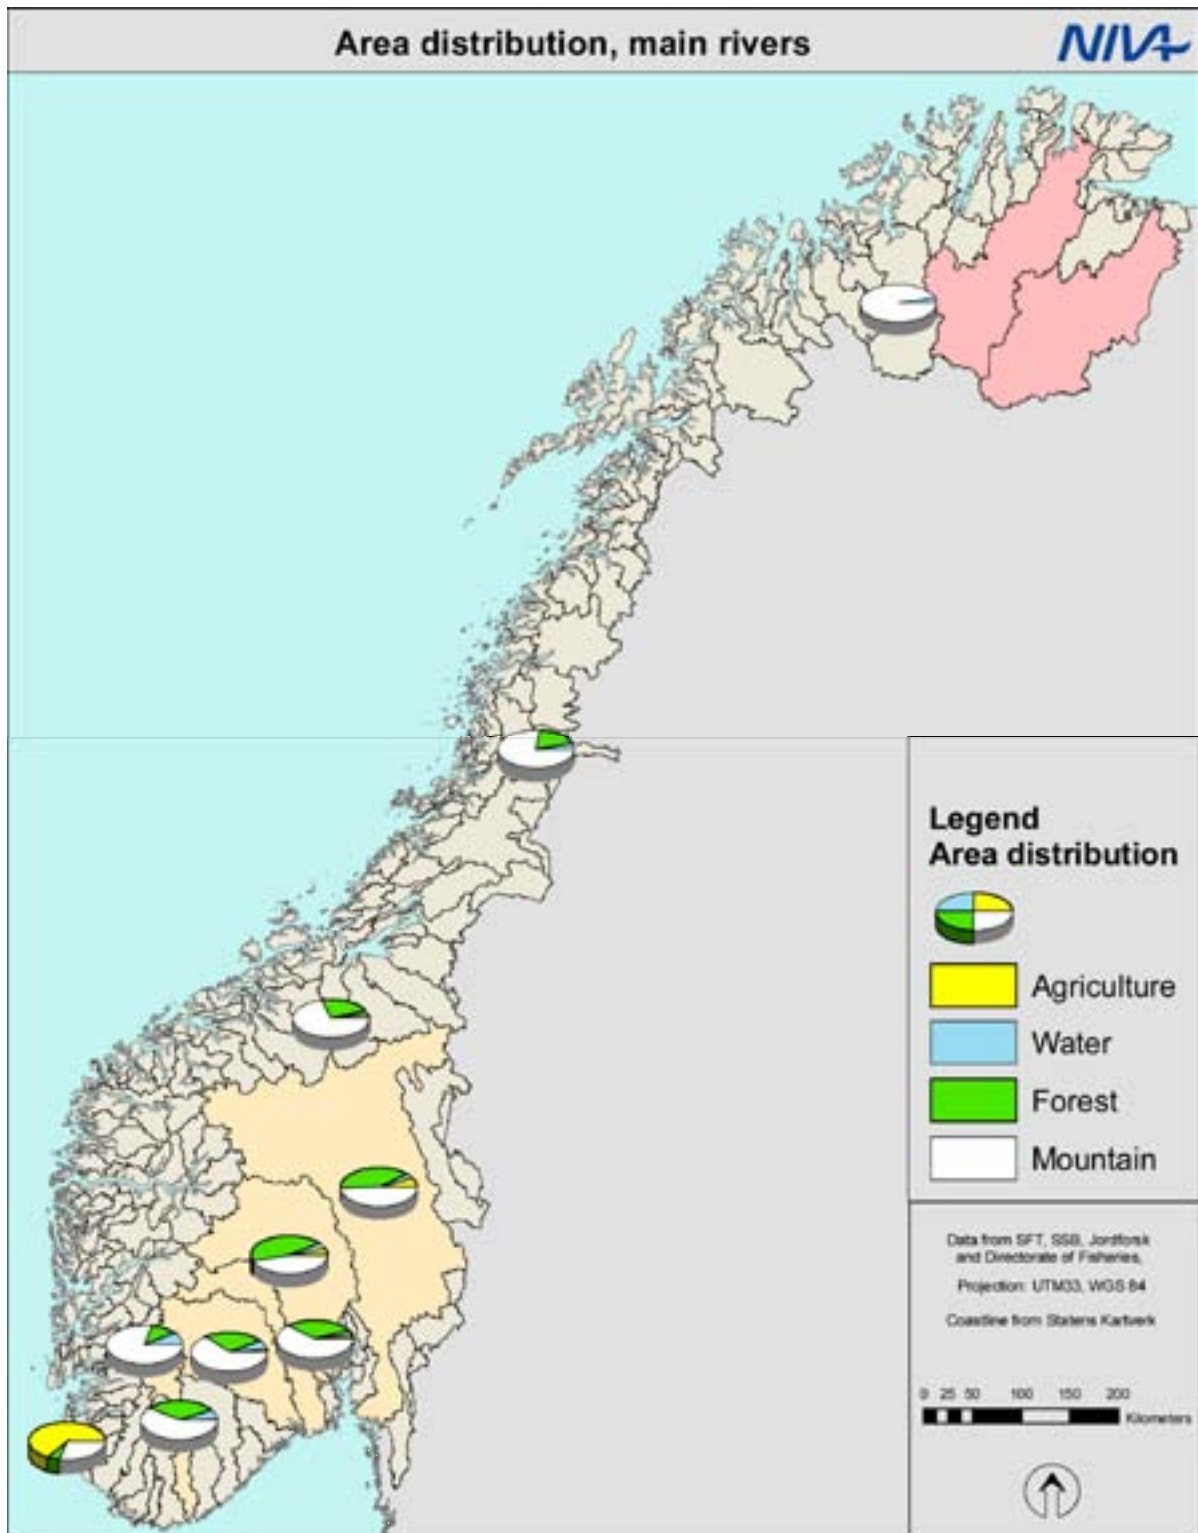 Area distribution, main rivers
NIVA
Legend
Area distribution
Agriculture
Water
Forest
Mountain
Data from SFT, SSB, Jordforsk
and Directorate of Fisheries,
Projection: UTM33, WGS 84
Coastline from Statens Kartverk
0 25 50 100 150 200
Kilometers